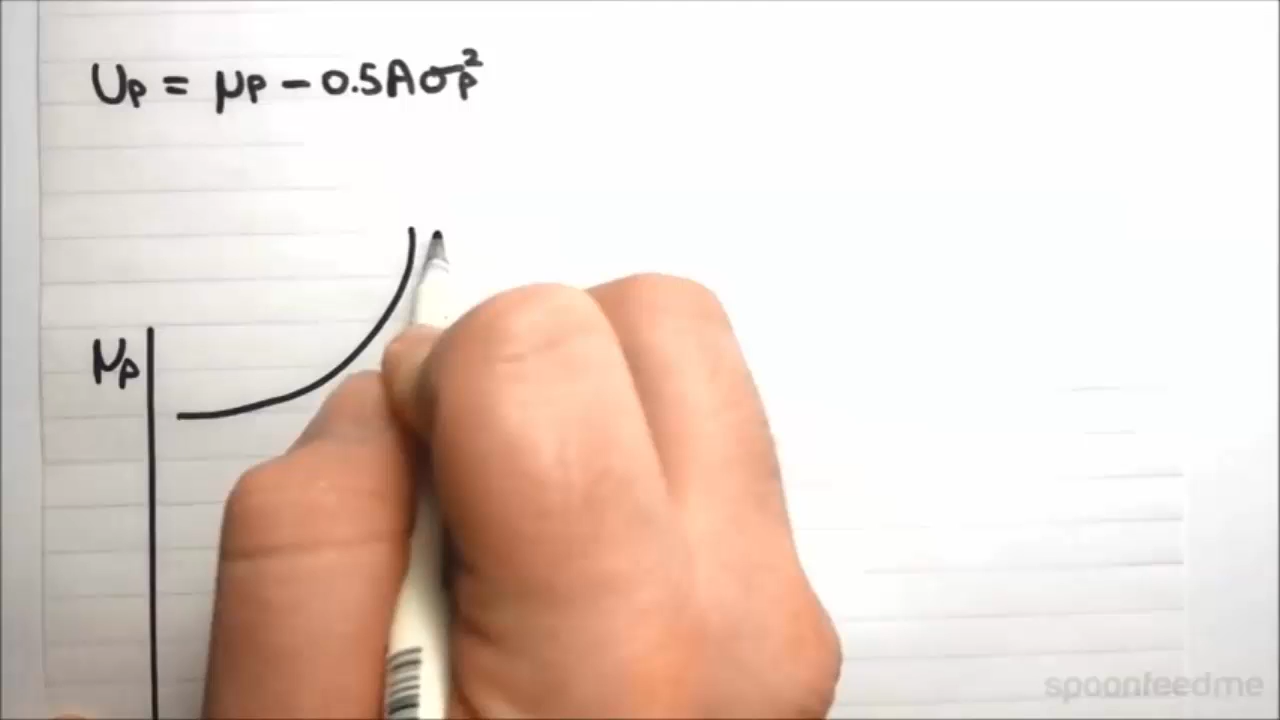 Up = μp − 0.5Aσp²
μp
spoonfeedme